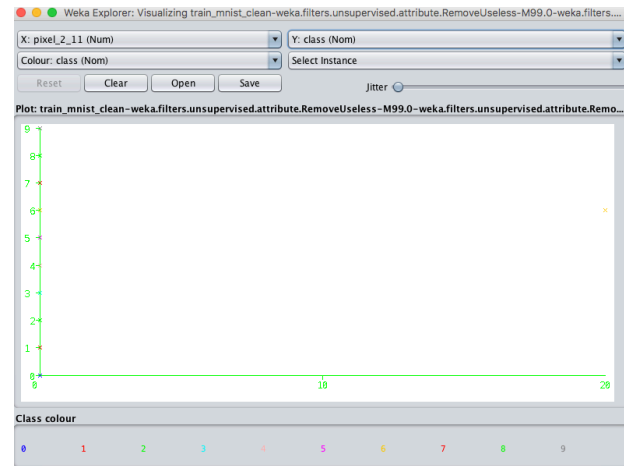 Weka Explorer: Visualizing train_mnist_clean-weka.filters.unsupervised.attribute.RemoveUseless-M99.0-weka.filters....
X: pixel_2_11 (Num) Y: class (Nom)
Colour: class (Nom) Select Instance
Reset Clear Open Save Jitter
Plot: train_mnist_clean-weka.filters.unsupervised.attribute.RemoveUseless-M99.0-weka.filters.unsupervised.attribute.Remo...
9
8
7
6
5
4
3
2
1
0
0 10 20
Class colour
0 1 2 3 4 5 6 7 8 9